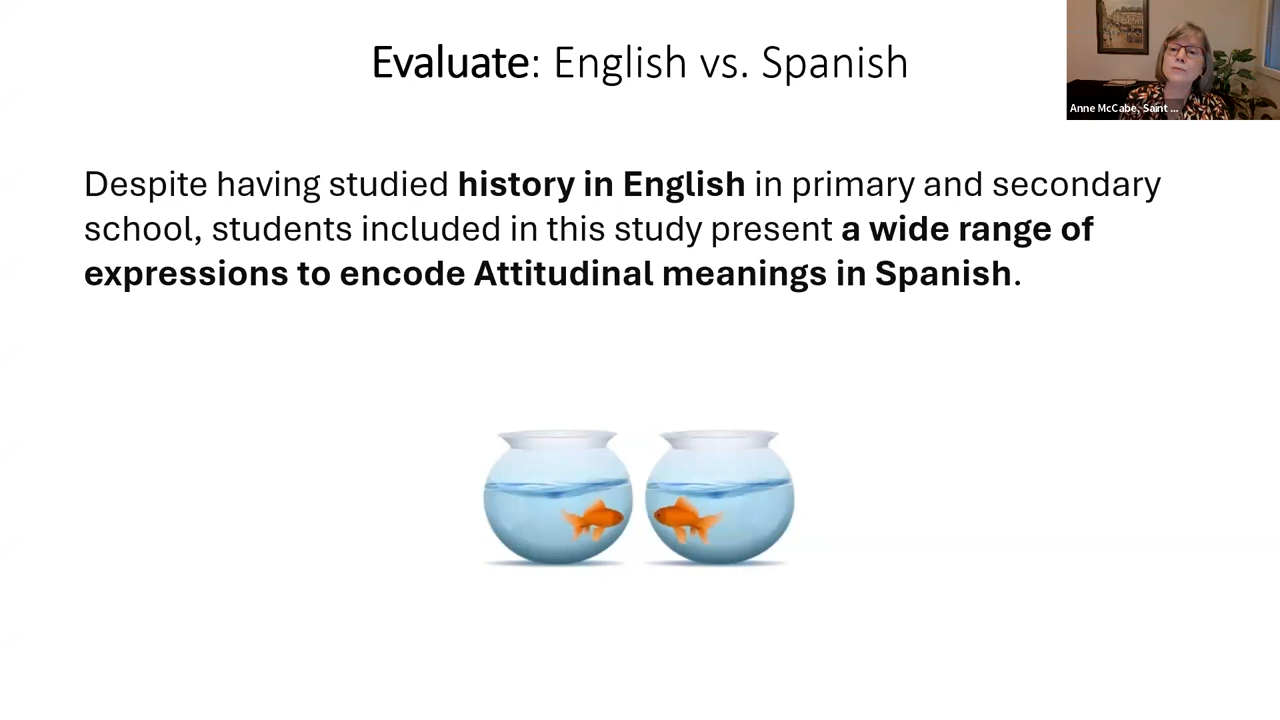 Evaluate: English vs. Spanish
Anne McCabe, Saint ...
Despite having studied history in English in primary and secondary
school, students included in this study present a wide range of
expressions to encode Attitudinal meanings in Spanish.